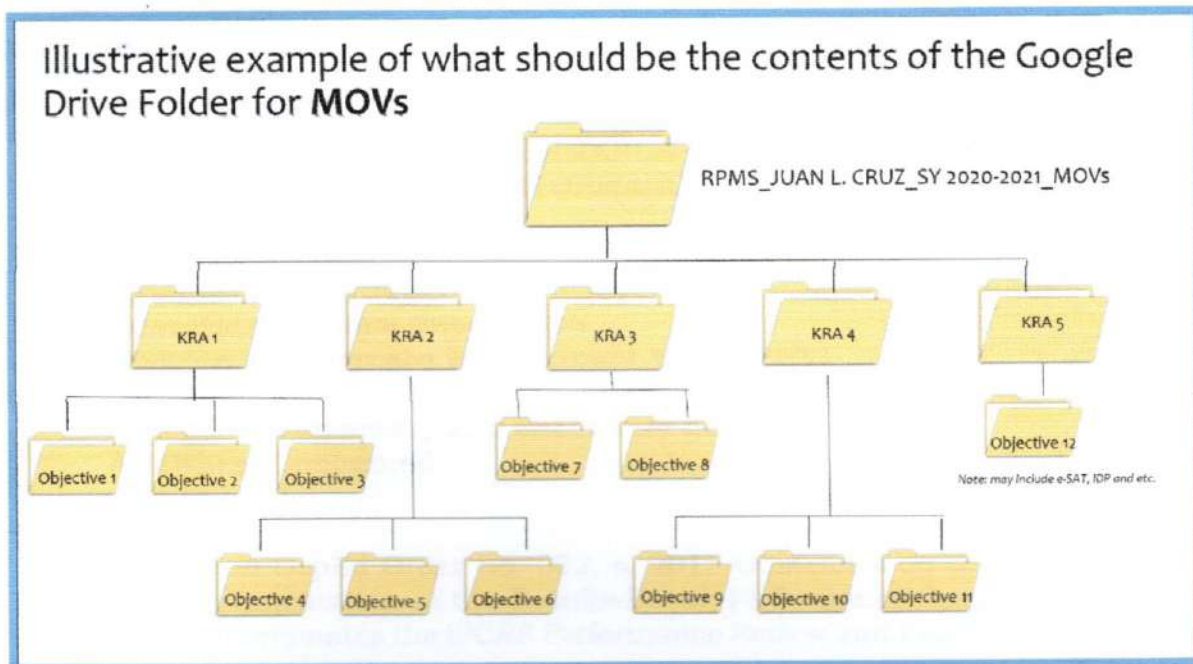 Illustrative example of what should be the contents of the Google
Drive Folder for MOVs
RPMS_JUAN L. CRUZ_SY 2020-2021_MOVs
KRA 1
KRA 2
KRA 3
KRA 4
KRA 5
Objective 1
Objective 2
Objective 3
Objective 7
Objective 8
Objective 12
Note: may Include e-SAT, IDP and etc.
Objective 4
Objective 5
Objective 6
Objective 9
Objective 10
Objective 11